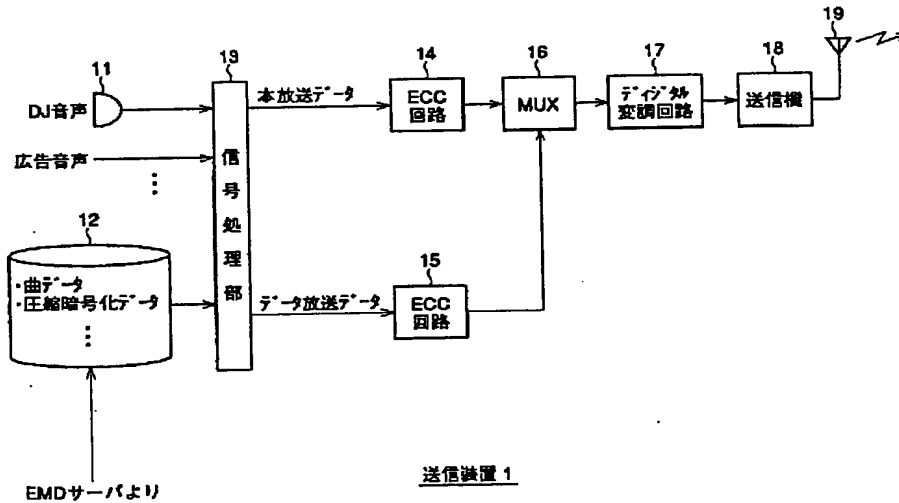 19
11
13
14
16
17
18
DJ音声
本放送データ
ECC
回路
MUX
ディジタル
変調回路
送信機
広告音声
信号処理部
12
・曲データ
・圧縮暗号化データ
15
データ放送データ
ECC
回路
EMDサーバより
送信装置1